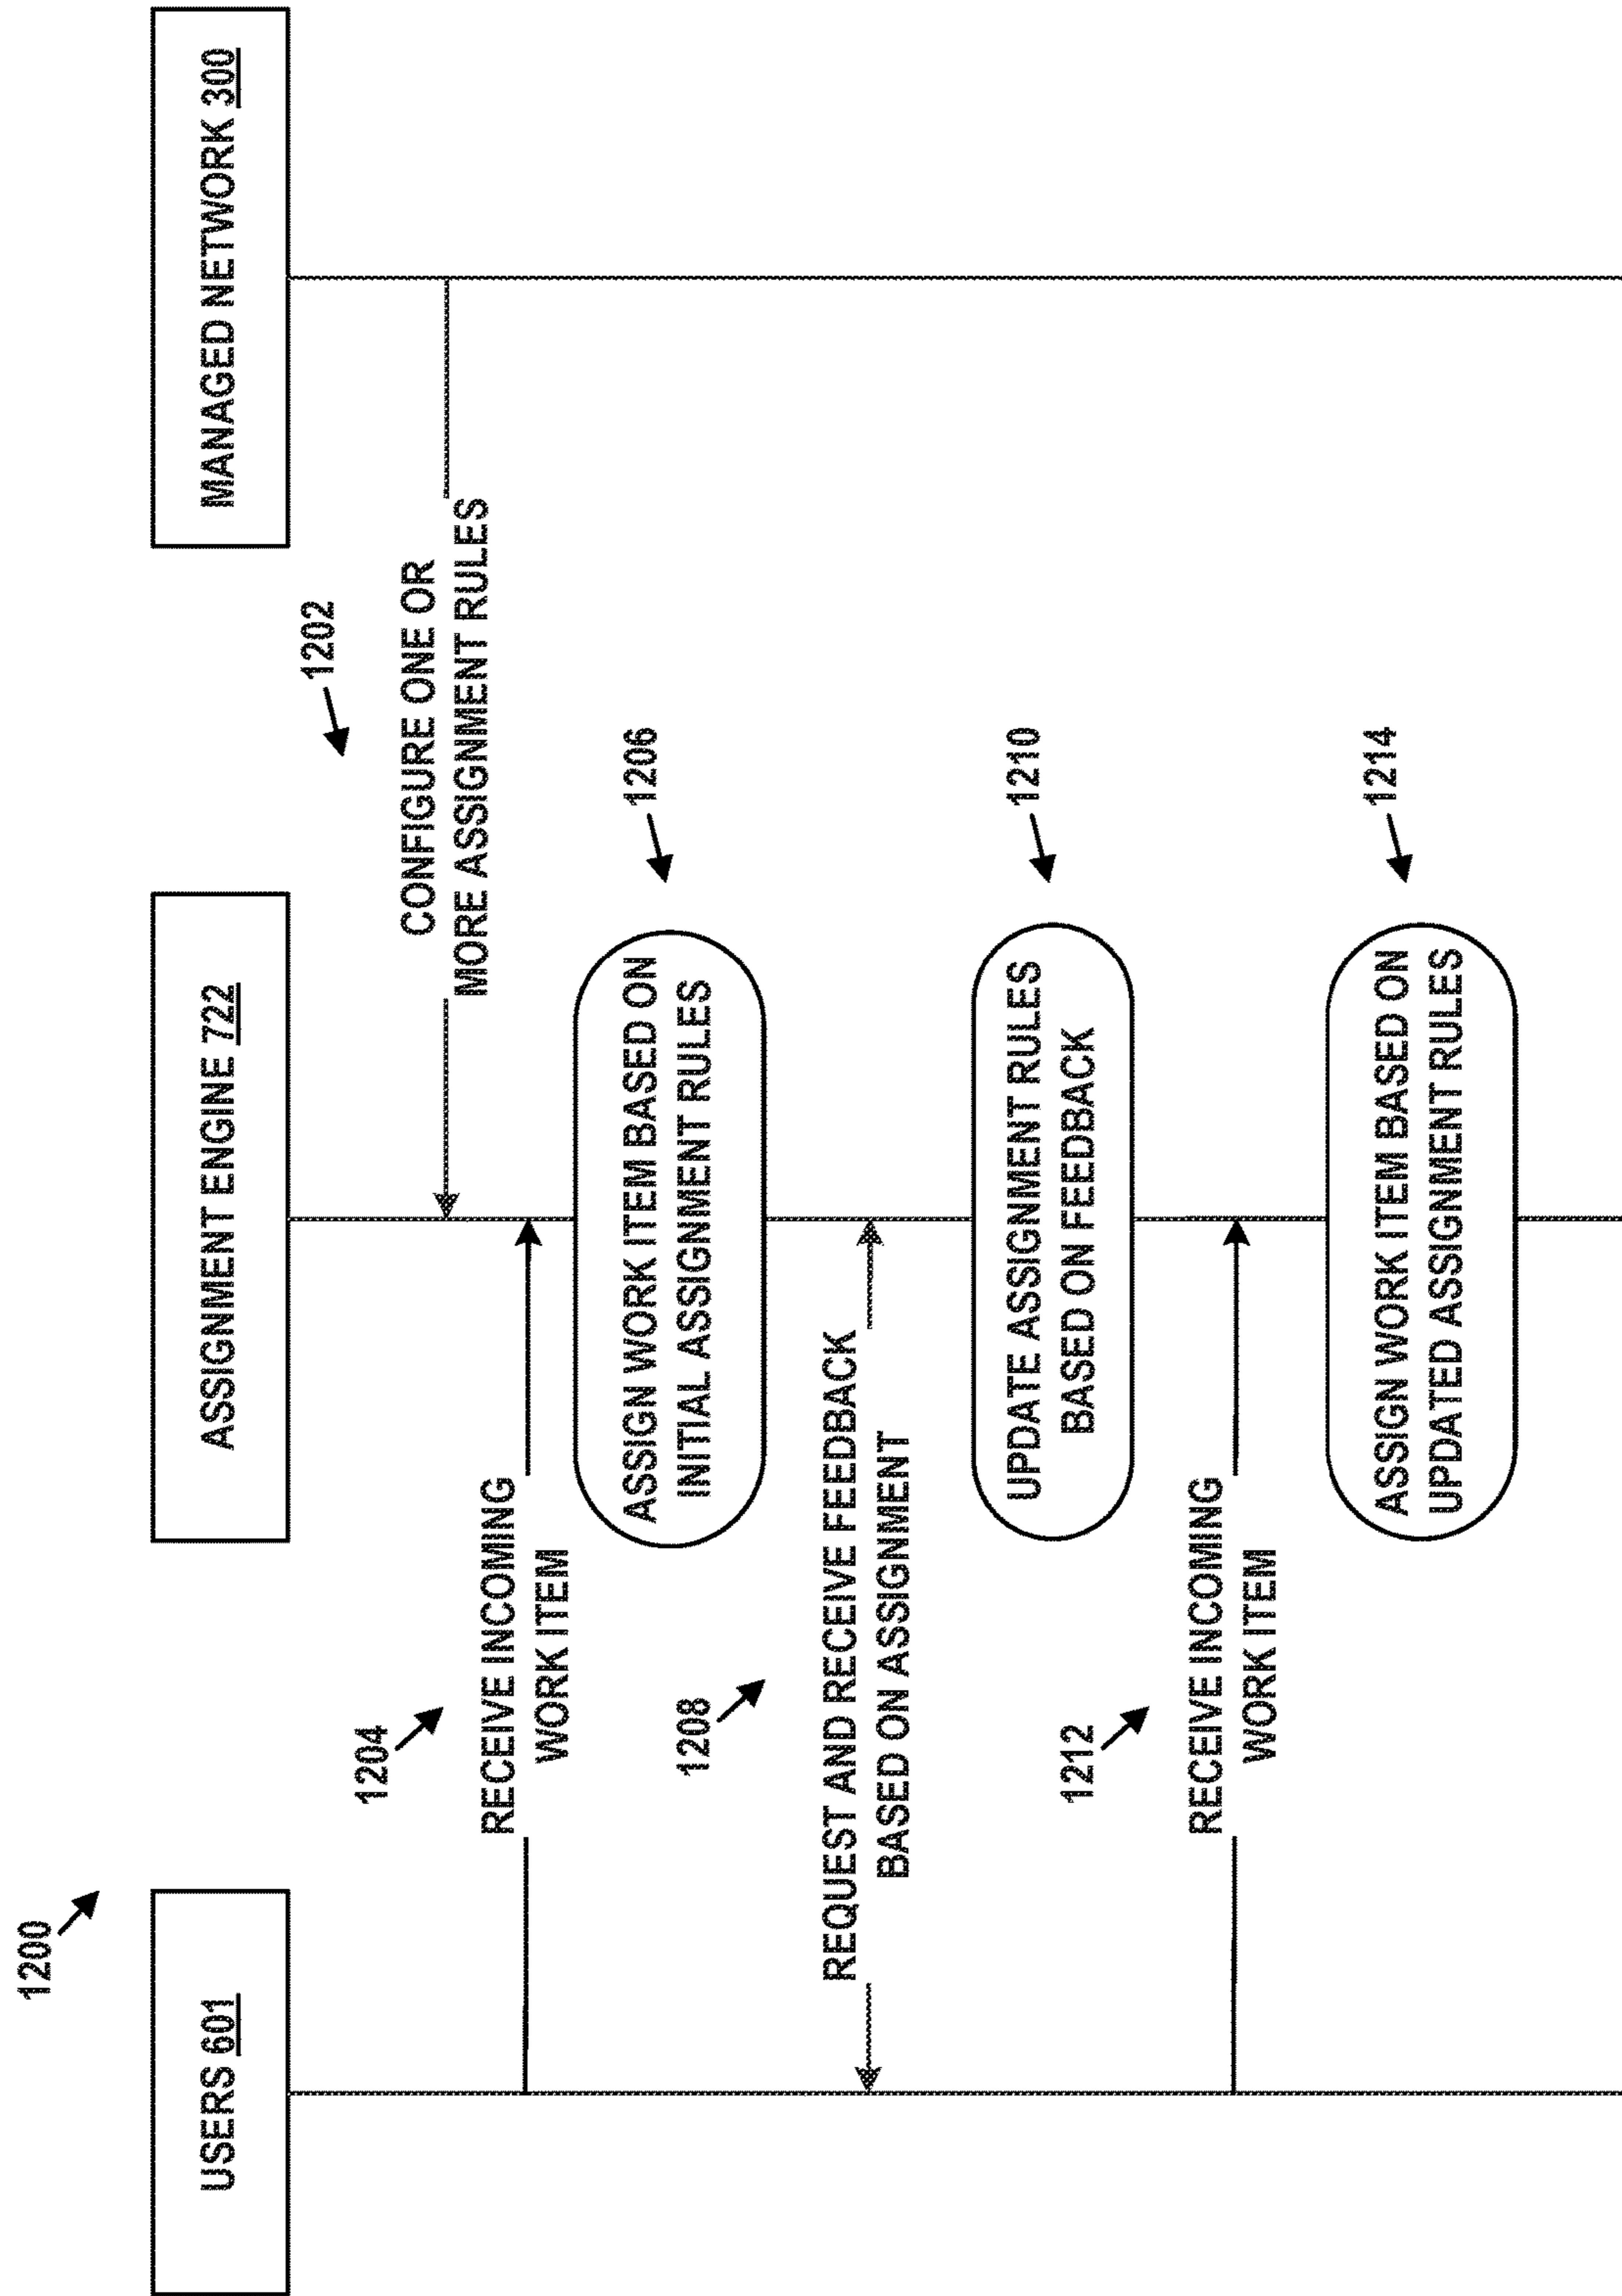 1200
USERS 601
ASSIGNMENT ENGINE 722
MANAGED NETWORK 300
1202
CONFIGURE ONE OR
MORE ASSIGNMENT RULES
1204
RECEIVE INCOMING
WORK ITEM
1206
ASSIGN WORK ITEM BASED ON
INITIAL ASSIGNMENT RULES
1208
REQUEST AND RECEIVE FEEDBACK
BASED ON ASSIGNMENT
1210
UPDATE ASSIGNMENT RULES
BASED ON FEEDBACK
1212
RECEIVE INCOMING
WORK ITEM
1214
ASSIGN WORK ITEM BASED ON
UPDATED ASSIGNMENT RULES